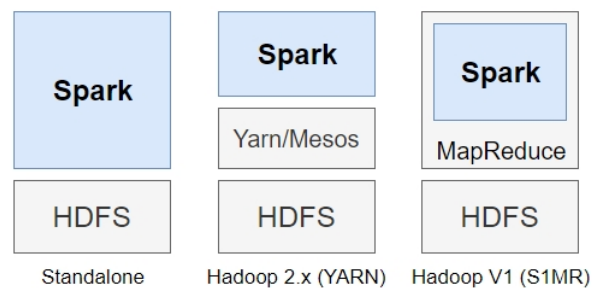 Spark
HDFS
Standalone
Spark
Yarn/Mesos
HDFS
Hadoop 2.x (YARN)
Spark
MapReduce
HDFS
Hadoop V1 (S1MR)